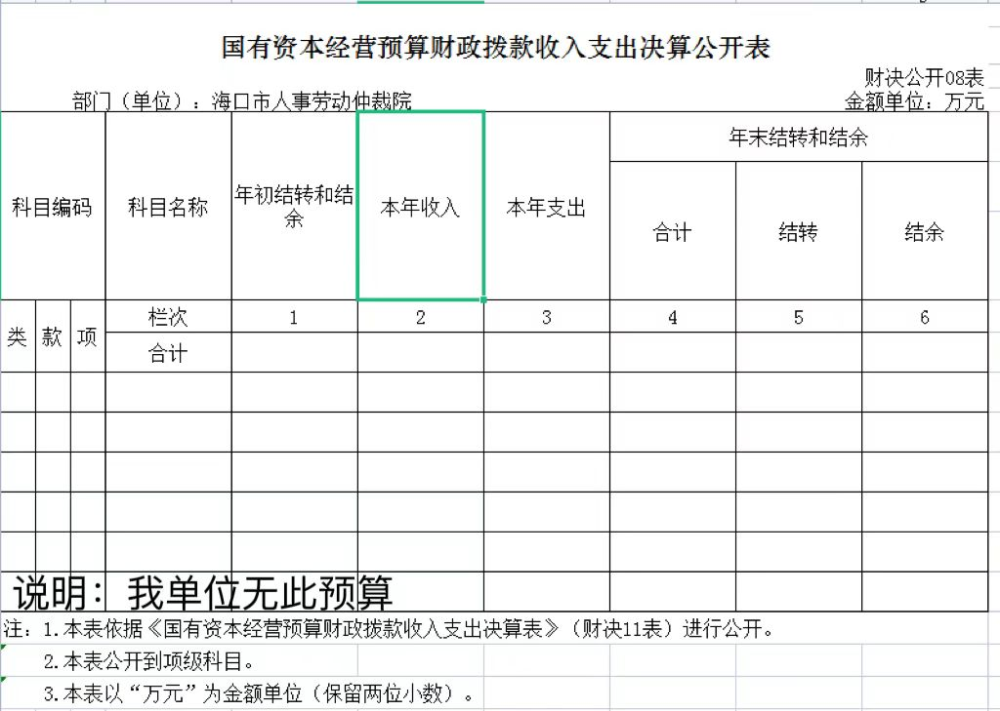 国有资本经营预算财政拨款收入支出决算公开表
财决公开08表
部门（单位）：海口市人事劳动仲裁院
金额单位：万元
科目编码 科目名称 年初结转和结余 本年收入 本年支出 年末结转和结余
合计 结转 结余
类 款 项 栏次 1 2 3 4 5 6
合计
说明：我单位无此预算
注：1.本表依据《国有资本经营预算财政拨款收入支出决算表》（财决11表）进行公开。
2.本表公开到项级科目。
3.本表以“万元”为金额单位（保留两位小数）。